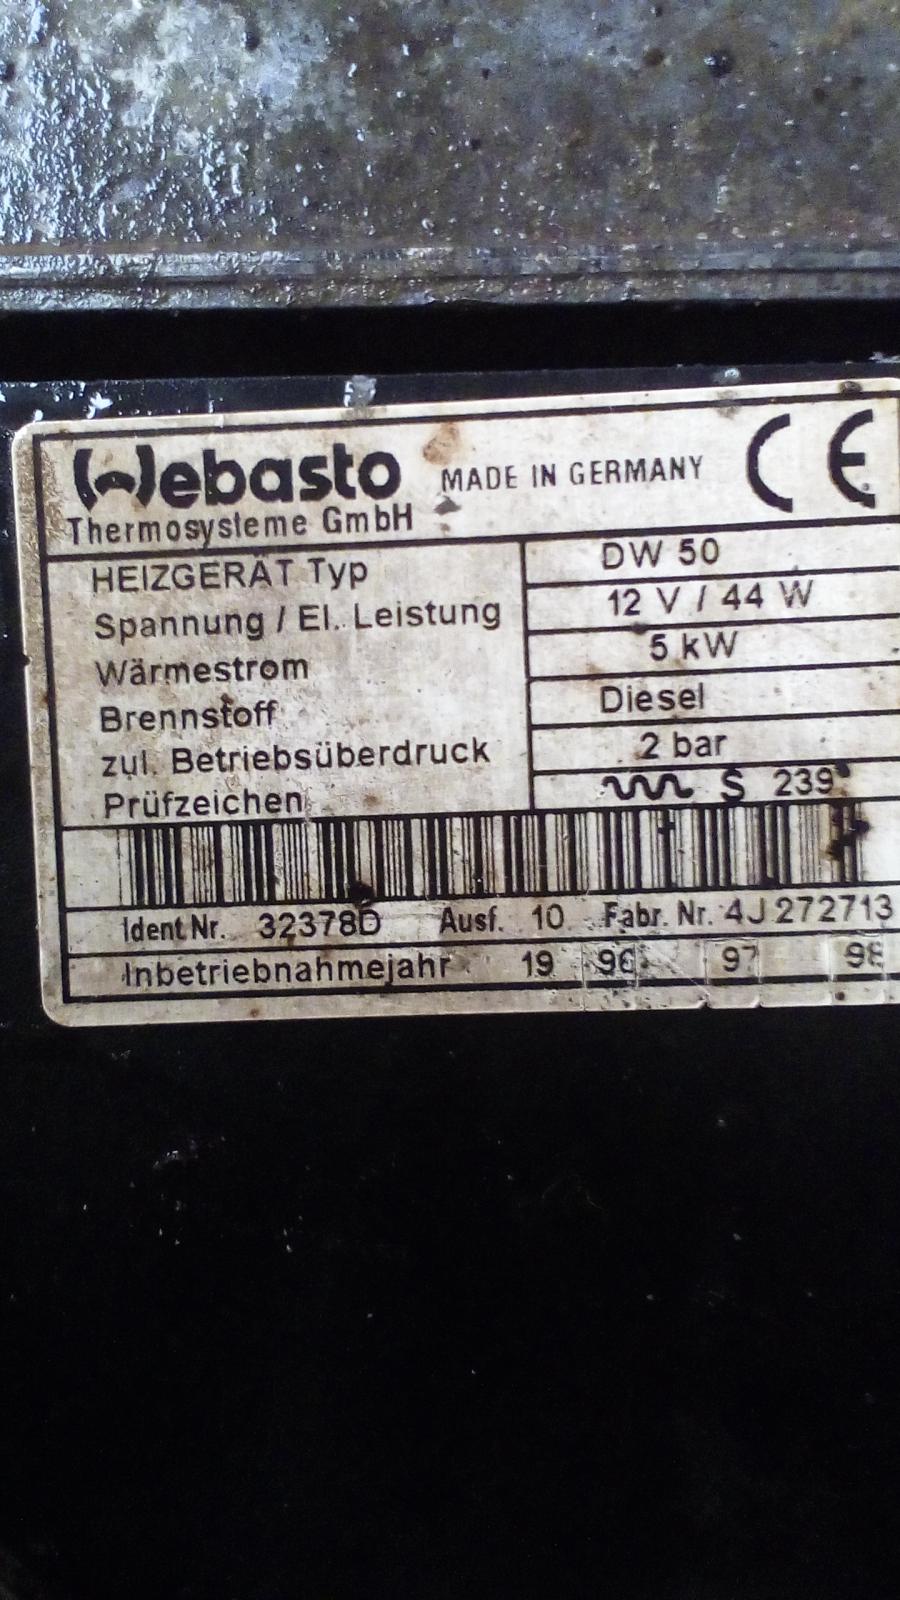 Webasto MADE IN GERMANY CE
Thermosysteme GmbH
HEIZGERÄT Typ DW 50
Spannung / El. Leistung 12 V / 44 W
Wärmestrom 5 kW
Brennstoff Diesel
zul. Betriebsüberdruck 2 bar
Prüfzeichen S 239
Ident Nr. 32378D Ausf. 10 Fabr. Nr. 4J272713
Inbetriebnahmejahr 19 96 97 98